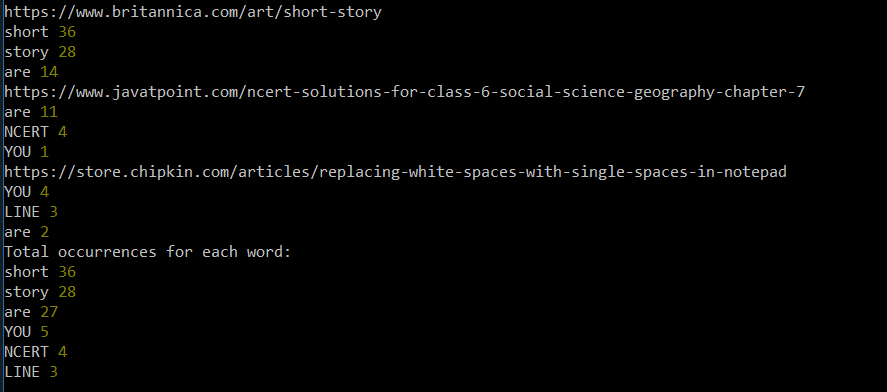 https://www.britannica.com/art/short-story
short 36
story 28
are 14
https://www.javatpoint.com/ncert-solutions-for-class-6-social-science-geography-chapter-7
are 11
NCERT 4
YOU 1
https://store.chipkin.com/articles/replacing-white-spaces-with-single-spaces-in-notepad
YOU 4
LINE 3
are 2
Total occurrences for each word:
short 36
story 28
are 27
YOU 5
NCERT 4
LINE 3